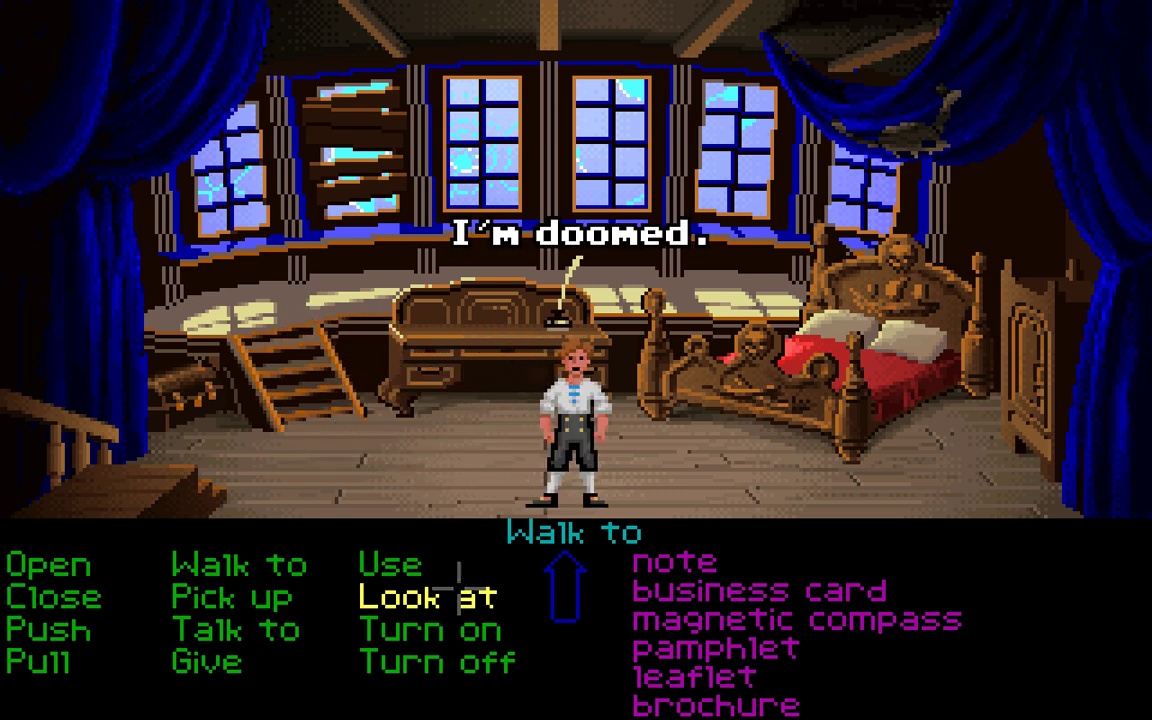 I'm doomed.
Walk to
Open Walk to Use note
Close Pick up Look at business card
Push Talk to Turn on magnetic compass
Pull Give Turn off pamphlet
leaflet
brochure